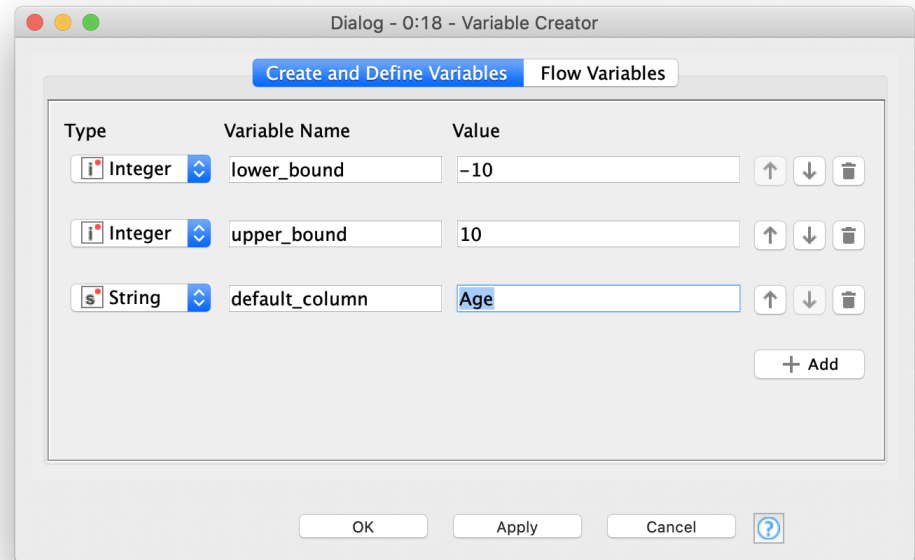 Dialog - 0:18 - Variable Creator
Create and Define Variables Flow Variables
Type Variable Name Value
i Integer lower_bound -10
i Integer upper_bound 10
s String default_column Age
+ Add
OK Apply Cancel ?